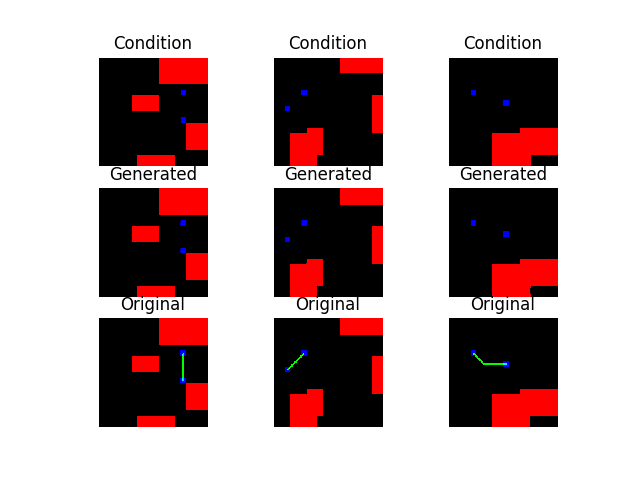 Condition Condition Condition
Generated Generated Generated
Original Original Original